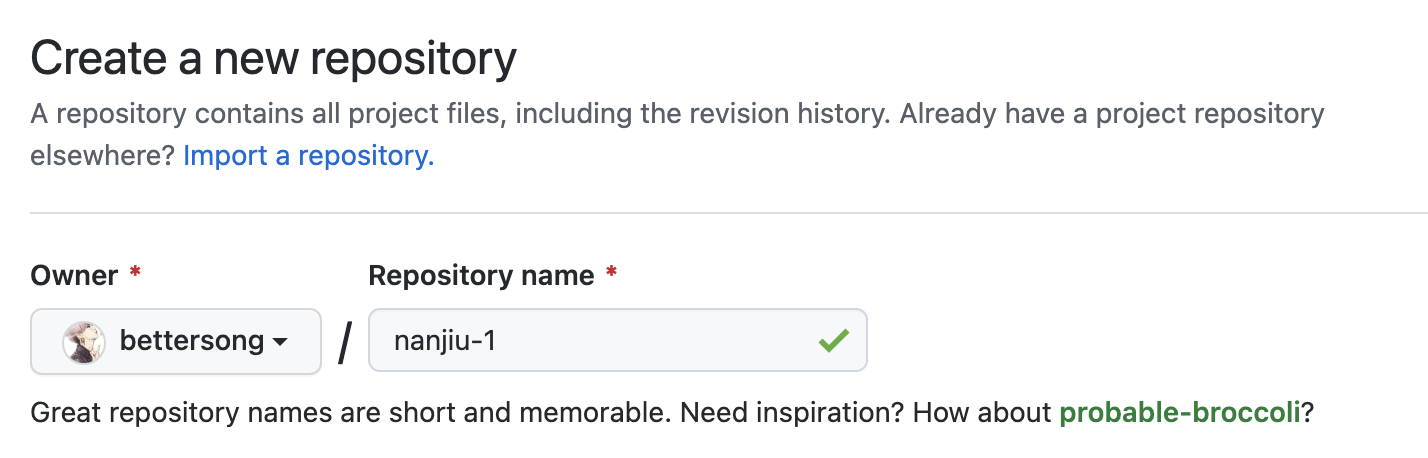 Create a new repository
A repository contains all project files, including the revision history. Already have a project repository
elsewhere? Import a repository.
Owner * Repository name *
bettersong / nanjiu-1
Great repository names are short and memorable. Need inspiration? How about probable-broccoli?